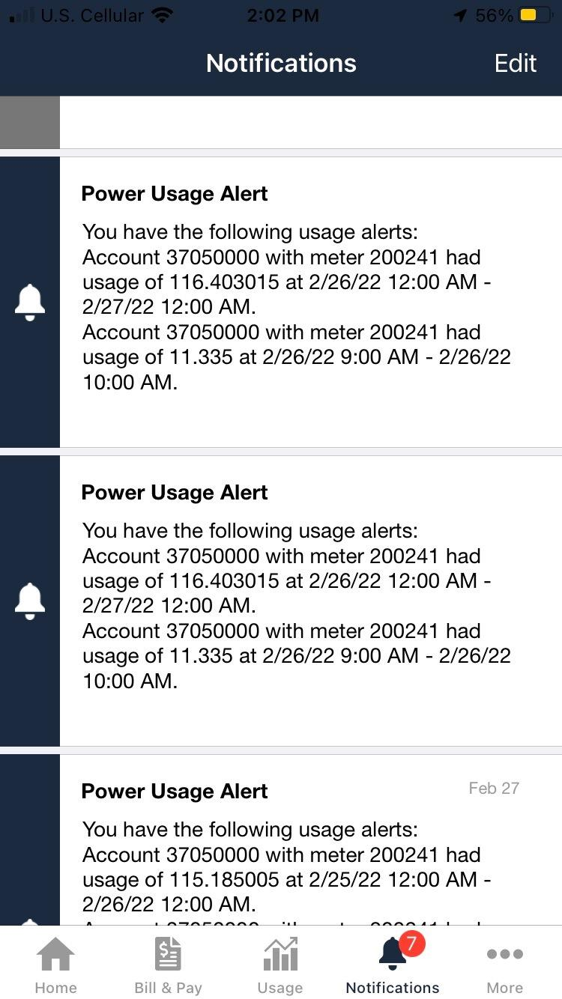 U.S. Cellular 2:02 PM 56%
Notifications Edit
Power Usage Alert
You have the following usage alerts:
Account 37050000 with meter 200241 had
usage of 116.403015 at 2/26/22 12:00 AM -
2/27/22 12:00 AM.
Account 37050000 with meter 200241 had
usage of 11.335 at 2/26/22 9:00 AM - 2/26/22
10:00 AM.
Power Usage Alert
You have the following usage alerts:
Account 37050000 with meter 200241 had
usage of 116.403015 at 2/26/22 12:00 AM -
2/27/22 12:00 AM.
Account 37050000 with meter 200241 had
usage of 11.335 at 2/26/22 9:00 AM - 2/26/22
10:00 AM.
Power Usage Alert Feb 27
You have the following usage alerts:
Account 37050000 with meter 200241 had
usage of 115.185005 at 2/25/22 12:00 AM -
2/26/22 12:00 AM.
7
Home Bill & Pay Usage Notifications More